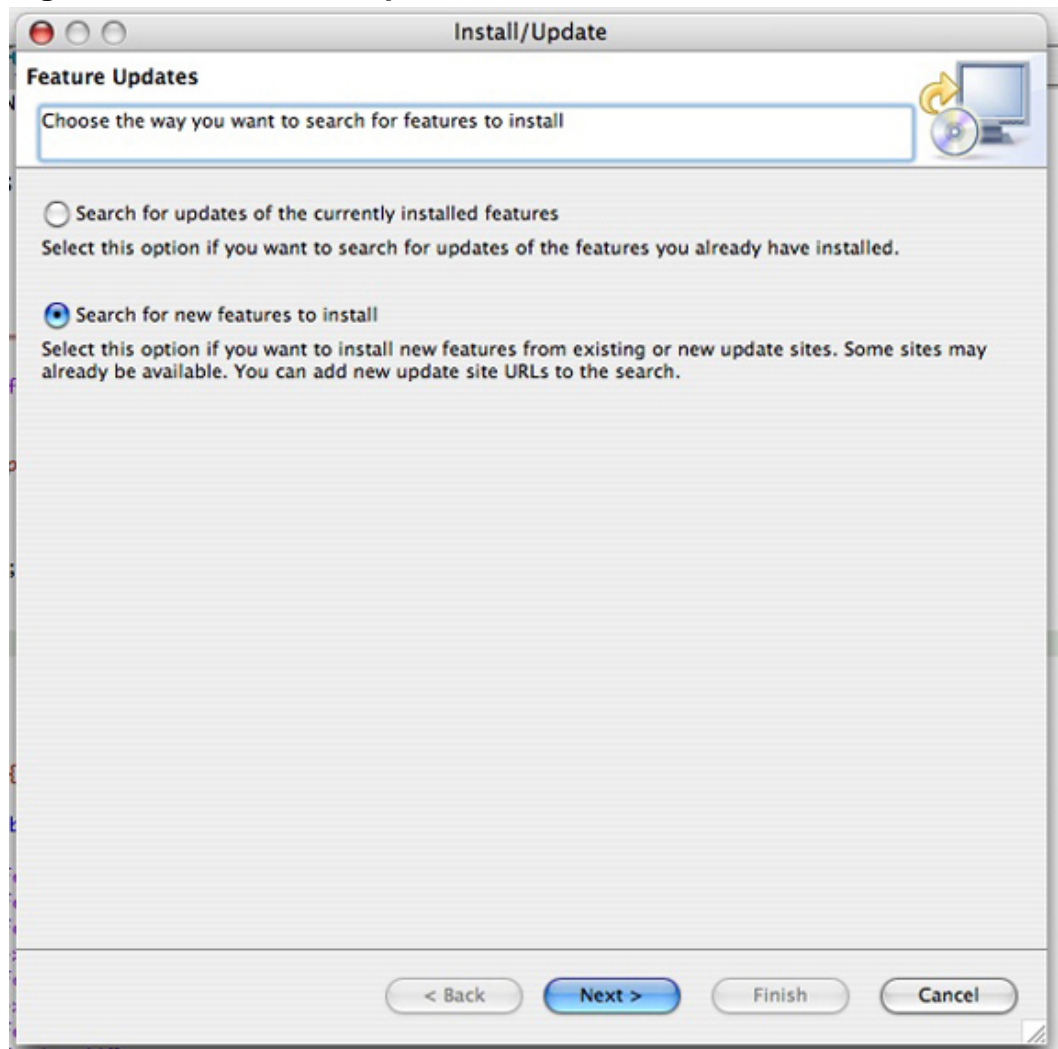 Install/Update
Feature Updates
Choose the way you want to search for features to install
Search for updates of the currently installed features
Select this option if you want to search for updates of the features you already have installed.
Search for new features to install
Select this option if you want to install new features from existing or new update sites. Some sites may
already be available. You can add new update site URLs to the search.
< Back
Next >
Finish
Cancel